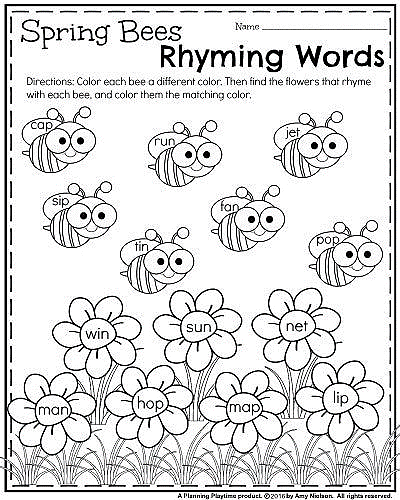 Spring Bees
Name
Rhyming Words
Directions: Color each bee a different color. Then find the flowers that rhyme
with each bee, and color them the matching color.
cap
run
jet
sip
fan
tin
pop
win
sun
net
man
hop
map
lip
A Planning Playtime product. ©2016 by Amy Nielson. All rights reserved.